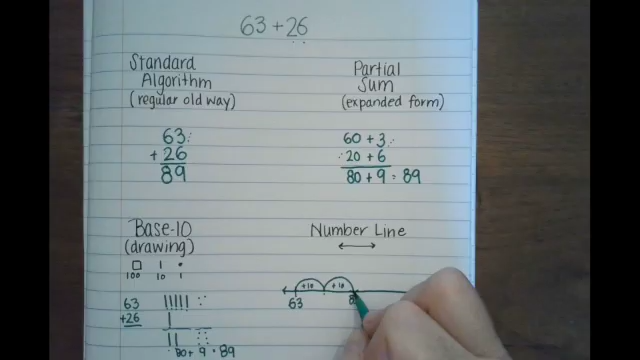 63 + 26
Standard
Algorithm
(regular old way)
63
+ 26
89
Partial
Sum
(expanded form)
60 + 3
20 + 6
80 + 9 = 89
Base-10
(drawing)
100 10 1
63
+26
80 + 9 = 89
Number Line
+10 +10
63 8